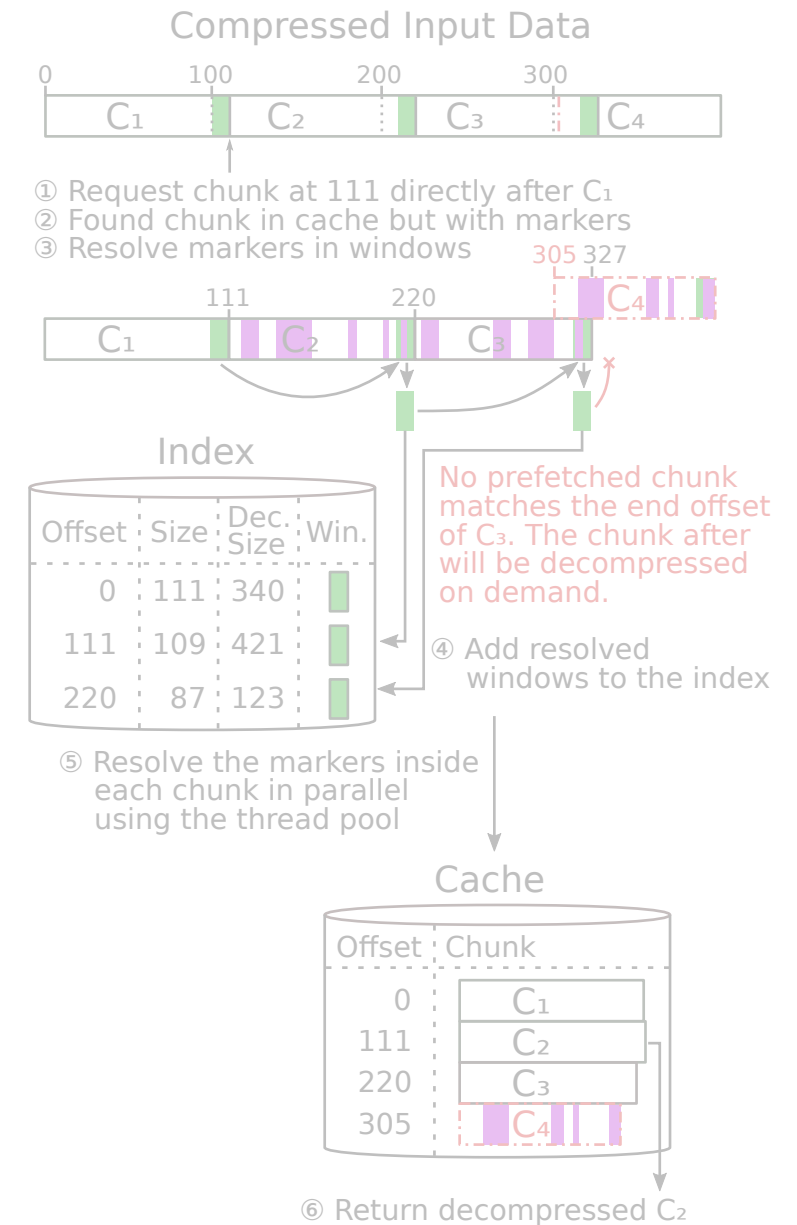 Compressed Input Data
0 100 200 300
C₁ C₂ C₃ C₄
① Request chunk at 111 directly after C₁
② Found chunk in cache but with markers
③ Resolve markers in windows
305 327
C₄
111 220
C₁ C₂ C₃
Index
Offset Size Dec. Size Win.
0 111 340
111 109 421
220 87 123
No prefetched chunk
matches the end offset
of C₃. The chunk after
will be decompressed
on demand.
④ Add resolved
windows to the index
⑤ Resolve the markers inside
each chunk in parallel
using the thread pool
Cache
Offset Chunk
0 C₁
111 C₂
220 C₃
305 C₄
⑥ Return decompressed C₂